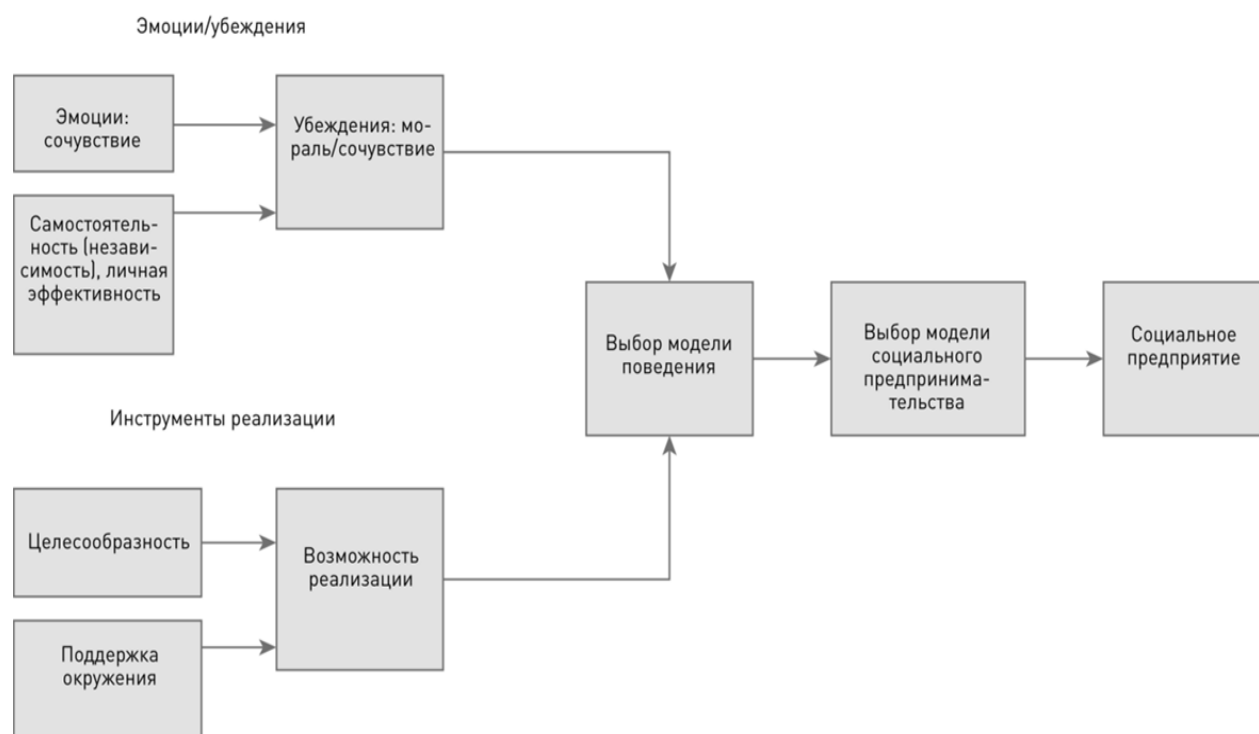 Эмоции/убеждения
Эмоции:
сочувствие
Убеждения: мо-
раль/сочувствие
Самостоятель-
ность (незави-
симость), личная
эффективность
Выбор модели
поведения
Выбор модели
социального
предпринима-
тельства
Социальное
предприятие
Инструменты реализации
Целесообразность
Возможность
реализации
Поддержка
окружения